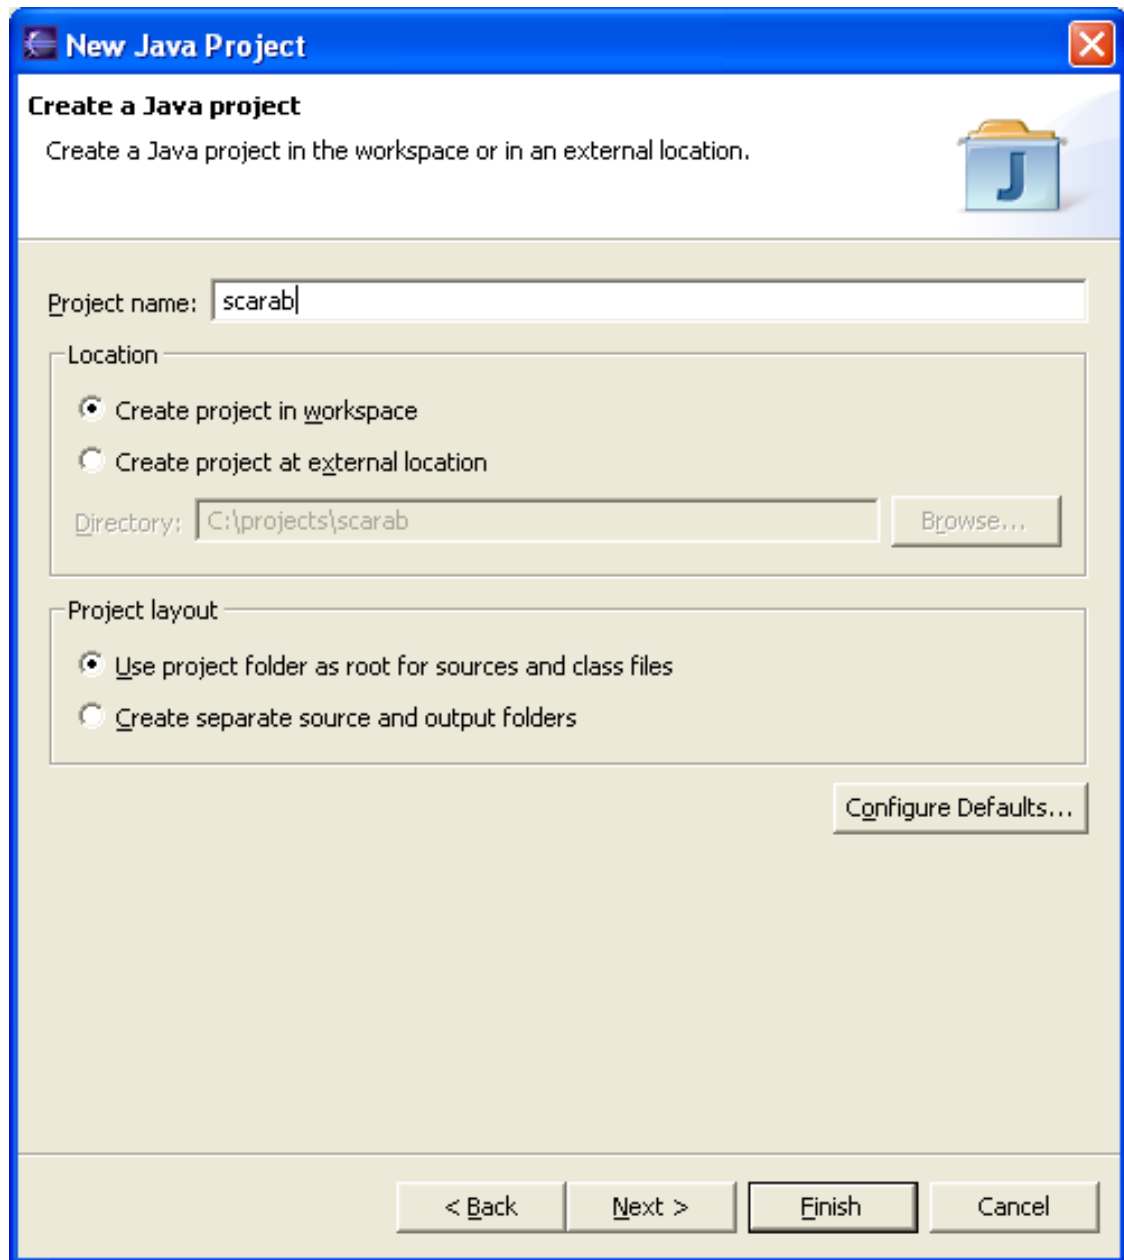 New Java Project
Create a Java project
Create a Java project in the workspace or in an external location.
J
Project name: scarab
Location
Create project in workspace
Create project at external location
Directory: C:\projects\scarab Browse...
Project layout
Use project folder as root for sources and class files
Create separate source and output folders
Configure Defaults...
< Back Next > Finish Cancel